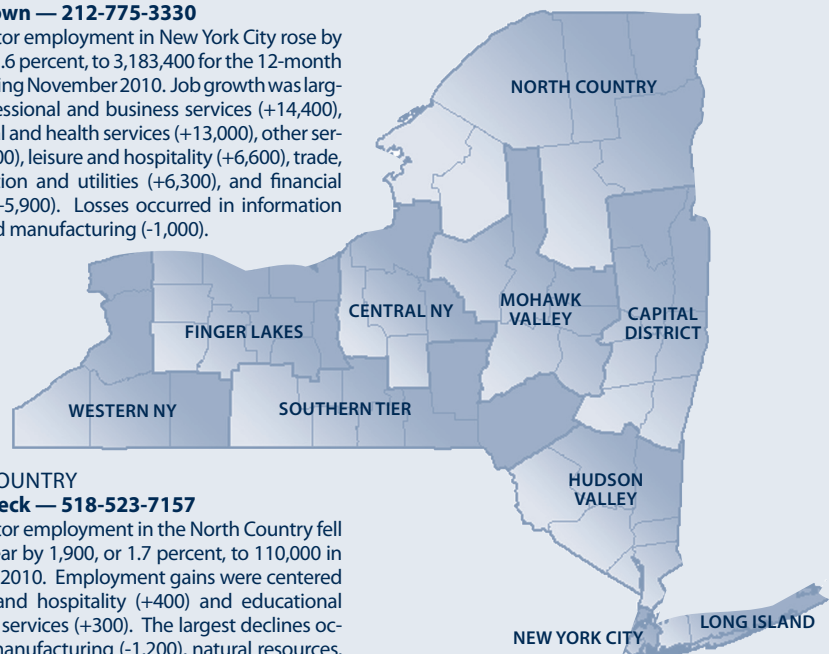 own — 212-775-3330
tor employment in New York City rose by
.6 percent, to 3,183,400 for the 12-month
ing November 2010. Job growth was larg-
essional and business services (+14,400),
l and health services (+13,000), other ser-
00), leisure and hospitality (+6,600), trade,
ion and utilities (+6,300), and financial
+5,900). Losses occurred in information
d manufacturing (-1,000).
NORTH COUNTRY
CENTRAL NY
MOHAWK
VALLEY
CAPITAL
DISTRICT
FINGER LAKES
WESTERN NY
SOUTHERN TIER
HUDSON
VALLEY
OUNTRY
eck — 518-523-7157
tor employment in the North Country fell
ear by 1,900, or 1.7 percent, to 110,000 in
2010. Employment gains were centered
and hospitality (+400) and educational
services (+300). The largest declines oc-
manufacturing (-1,200), natural resources,
NEW YORK CITY
LONG ISLAND